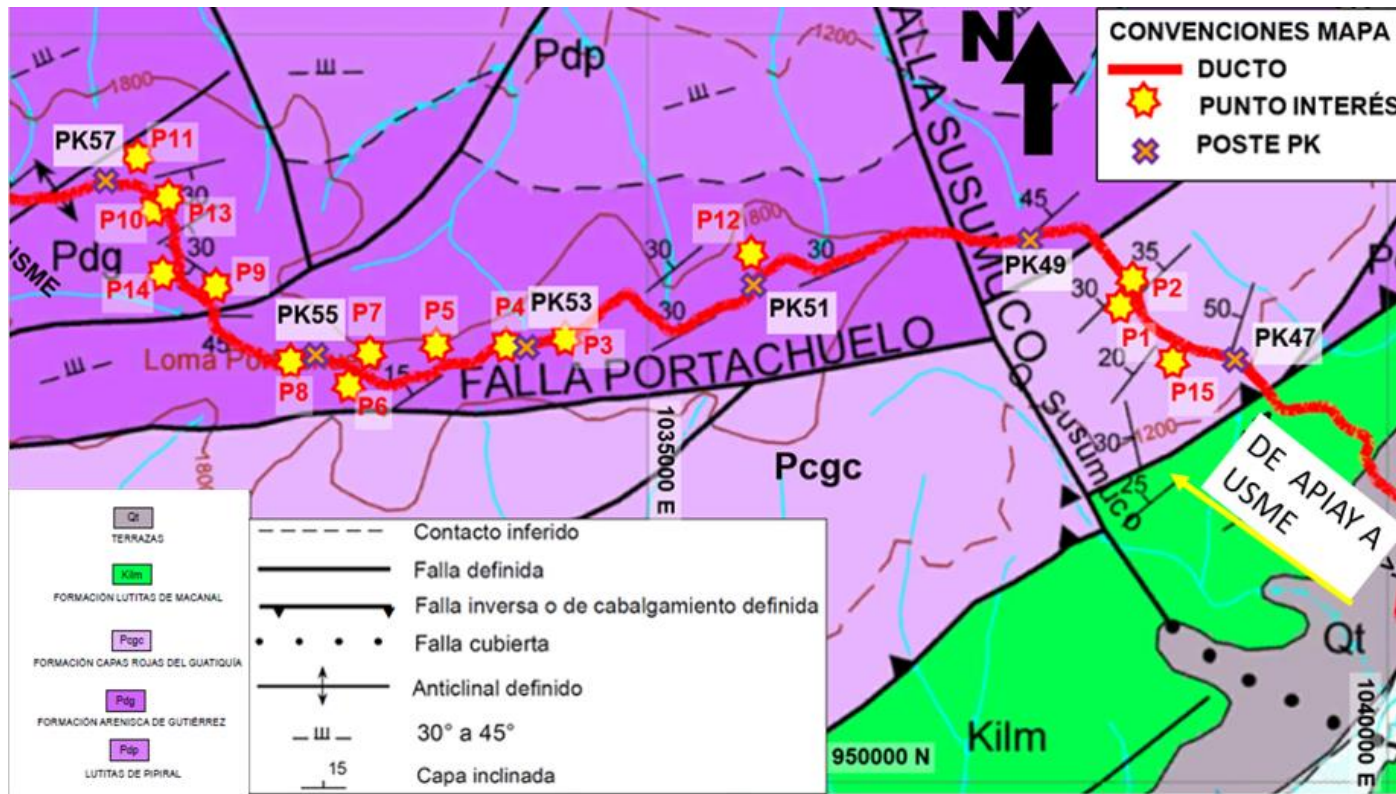 CONVENCIONES MAPA
DUCTO
PUNTO INTERÉS
POSTE PK
N
Pdp
1200
1800
PK57
P11
30
P10
P13
Pdg
30
P14
P9
USME
PK55
P7
P5
P4
PK53
P3
45
P8
P6
15
P12
1800
30
30
30
PK51
FALLA PORTACHUELO
ALLA SUSUMUCO
Susumuco
45
PK49
35
P2
30
P1
50
20
P15
PK47
1200
30
25
1800
1035000 E
Pcgc
DE APIAY A
USME
Kilm
Qt
950000 N
1040000 E
Qt
TERRAZAS
Kilm
FORMACIÓN LUTITAS DE MACANAL
Pcgc
FORMACIÓN CAPAS ROJAS DEL GUATIQUÍA
Pdg
FORMACIÓN ARENISCA DE GUTIÉRREZ
Pdp
LUTITAS DE PIPIRAL
Contacto inferido
Falla definida
Falla inversa o de cabalgamiento definida
Falla cubierta
Anticlinal definido
30° a 45°
15
Capa inclinada